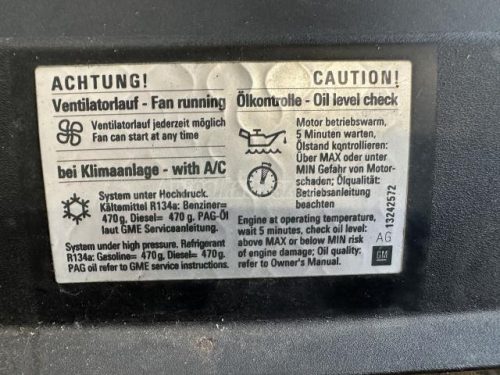 ACHTUNG!
Ventilatorlauf - Fan running
Ventilatorlauf jederzeit möglich
Fan can start at any time
bei Klimaanlage - with A/C
System unter Hochdruck.
Kältemittel R134a: Benziner=
470g, Diesel= 470 g. PAG-Öl
laut GME Serviceanleitung.
System under high pressure. Refrigerant
R134a: Gasoline= 470g, Diesel= 470 g.
PAG oil refer to GME service instructions.
CAUTION!
Ölkontrolle - Oil level check
Motor betriebswarm,
5 Minuten warten,
Ölstand kontrollieren:
Über MAX oder unter
MIN Gefahr von Motor-
schaden; Ölqualität:
Betriebsanleitung
beachten
Engine at operating temperature,
wait 5 minutes, check oil level:
above MAX or below MIN risk
of engine damage; Oil quality:
refer to Owner's Manual.
13242572
AG
GM